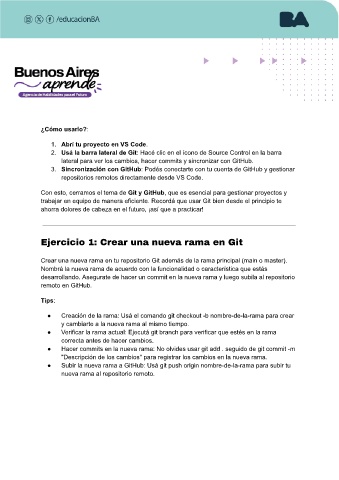 /educacionBA
BA
Buenos Aires
aprende
Agencia de Habilidades para el Futuro
¿Cómo usarlo?:
1. Abrí tu proyecto en VS Code.
2. Usá la barra lateral de Git: Hacé clic en el ícono de Source Control en la barra
lateral para ver los cambios, hacer commits y sincronizar con GitHub.
3. Sincronización con GitHub: Podés conectarte con tu cuenta de GitHub y gestionar
repositorios remotos directamente desde VS Code.
Con esto, cerramos el tema de Git y GitHub, que es esencial para gestionar proyectos y
trabajar en equipo de manera eficiente. Recordá que usar Git bien desde el principio te
ahorra dolores de cabeza en el futuro, ¡así que a practicar!
Ejercicio 1: Crear una nueva rama en Git
Crear una nueva rama en tu repositorio Git además de la rama principal (main o master).
Nombrá la nueva rama de acuerdo con la funcionalidad o característica que estás
desarrollando. Asegurate de hacer un commit en la nueva rama y luego subila al repositorio
remoto en GitHub.
Tips:
● Creación de la rama: Usá el comando git checkout -b nombre-de-la-rama para crear
y cambiarte a la nueva rama al mismo tiempo.
● Verificar la rama actual: Ejecutá git branch para verificar que estés en la rama
correcta antes de hacer cambios.
● Hacer commits en la nueva rama: No olvides usar git add . seguido de git commit -m
"Descripción de los cambios" para registrar los cambios en la nueva rama.
● Subir la nueva rama a GitHub: Usá git push origin nombre-de-la-rama para subir tu
nueva rama al repositorio remoto.